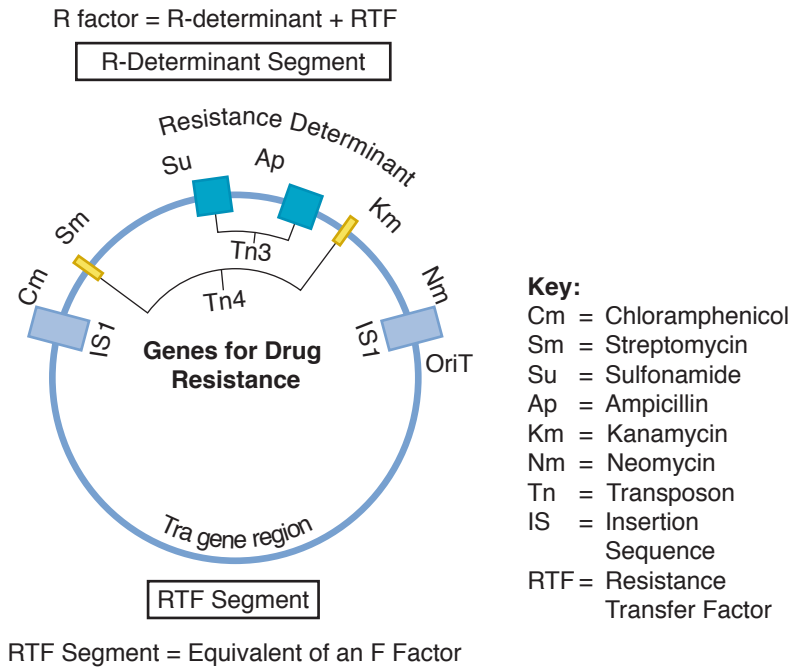 R factor = R-determinant + RTF
R-Determinant Segment
Resistance Determinant
Su
Ap
Sm
Km
Tn3
Cm
Tn4
Nm
IS1
IS1
Genes for Drug
Resistance
OriT
Tra gene region
RTF Segment
RTF Segment = Equivalent of an F Factor
Key:
Cm = Chloramphenicol
Sm = Streptomycin
Su = Sulfonamide
Ap = Ampicillin
Km = Kanamycin
Nm = Neomycin
Tn = Transposon
IS = Insertion
Sequence
RTF = Resistance
Transfer Factor